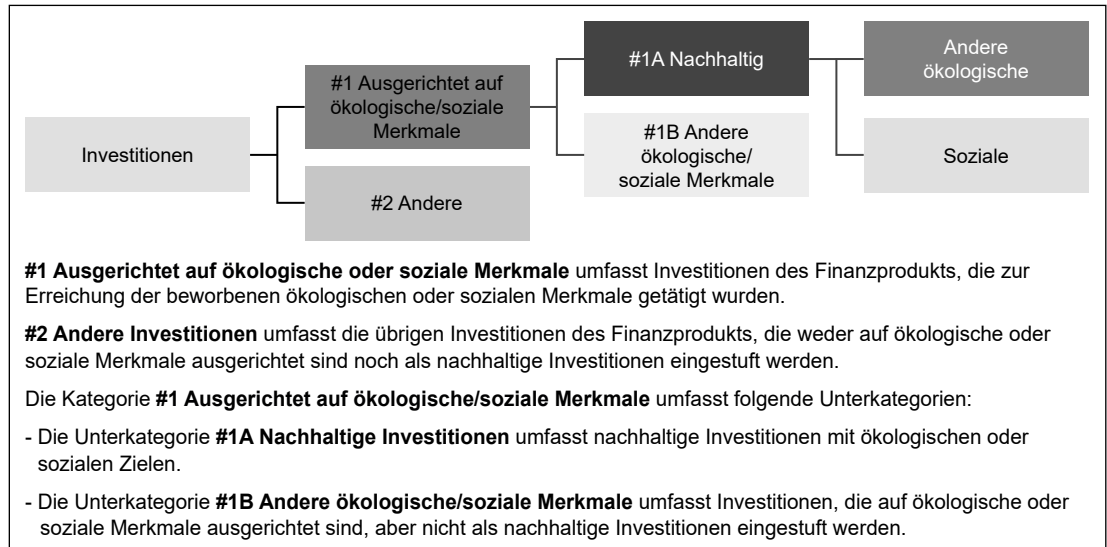 #1A Nachhaltig
Andere
ökologische
#1 Ausgerichtet auf
ökologische/soziale
Merkmale
#1B Andere
ökologische/
soziale Merkmale
Investitionen
Soziale
#2 Andere
#1 Ausgerichtet auf ökologische oder soziale Merkmale umfasst Investitionen des Finanzprodukts, die zur
Erreichung der beworbenen ökologischen oder sozialen Merkmale getätigt wurden.
#2 Andere Investitionen umfasst die übrigen Investitionen des Finanzprodukts, die weder auf ökologische oder
soziale Merkmale ausgerichtet sind noch als nachhaltige Investitionen eingestuft werden.
Die Kategorie #1 Ausgerichtet auf ökologische/soziale Merkmale umfasst folgende Unterkategorien:
- Die Unterkategorie #1A Nachhaltige Investitionen umfasst nachhaltige Investitionen mit ökologischen oder
sozialen Zielen.
- Die Unterkategorie #1B Andere ökologische/soziale Merkmale umfasst Investitionen, die auf ökologische oder
soziale Merkmale ausgerichtet sind, aber nicht als nachhaltige Investitionen eingestuft werden.